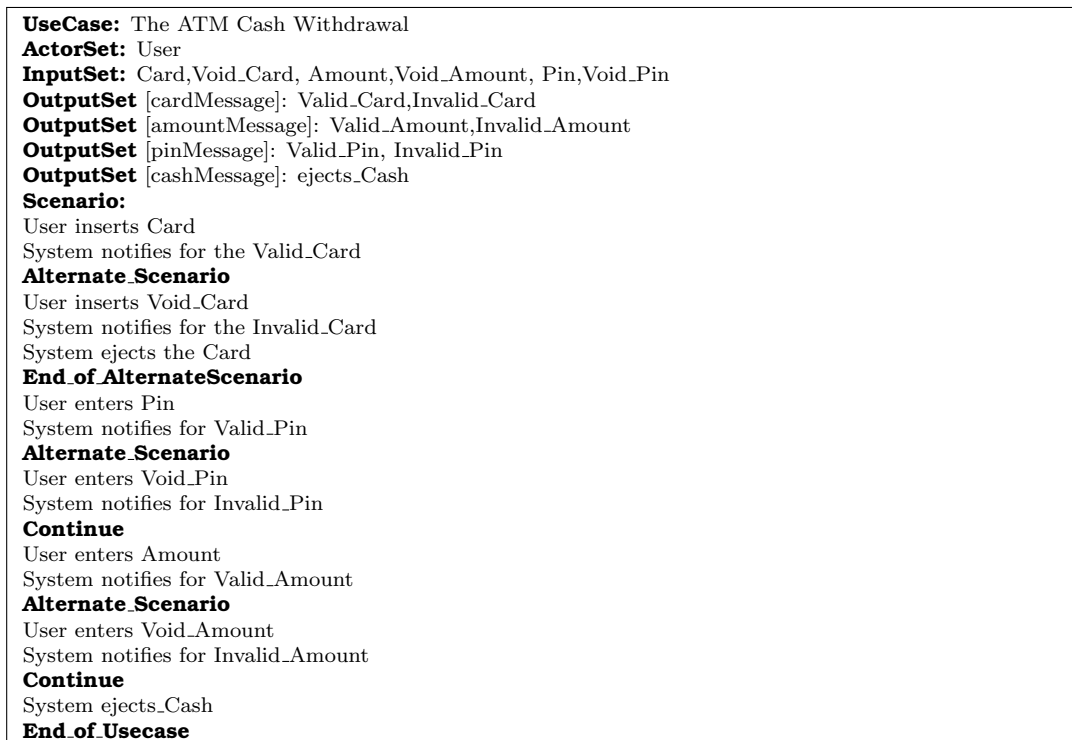 UseCase: The ATM Cash Withdrawal
ActorSet: User
InputSet: Card,Void_Card, Amount,Void_Amount, Pin,Void_Pin
OutputSet [cardMessage]: Valid_Card,Invalid_Card
OutputSet [amountMessage]: Valid_Amount,Invalid_Amount
OutputSet [pinMessage]: Valid_Pin, Invalid_Pin
OutputSet [cashMessage]: ejects_Cash
Scenario:
User inserts Card
System notifies for the Valid_Card
Alternate_Scenario
User inserts Void_Card
System notifies for the Invalid_Card
System ejects the Card
End_of_AlternateScenario
User enters Pin
System notifies for Valid_Pin
Alternate_Scenario
User enters Void_Pin
System notifies for Invalid_Pin
Continue
User enters Amount
System notifies for Valid_Amount
Alternate_Scenario
User enters Void_Amount
System notifies for Invalid_Amount
Continue
System ejects_Cash
End_of_Usecase